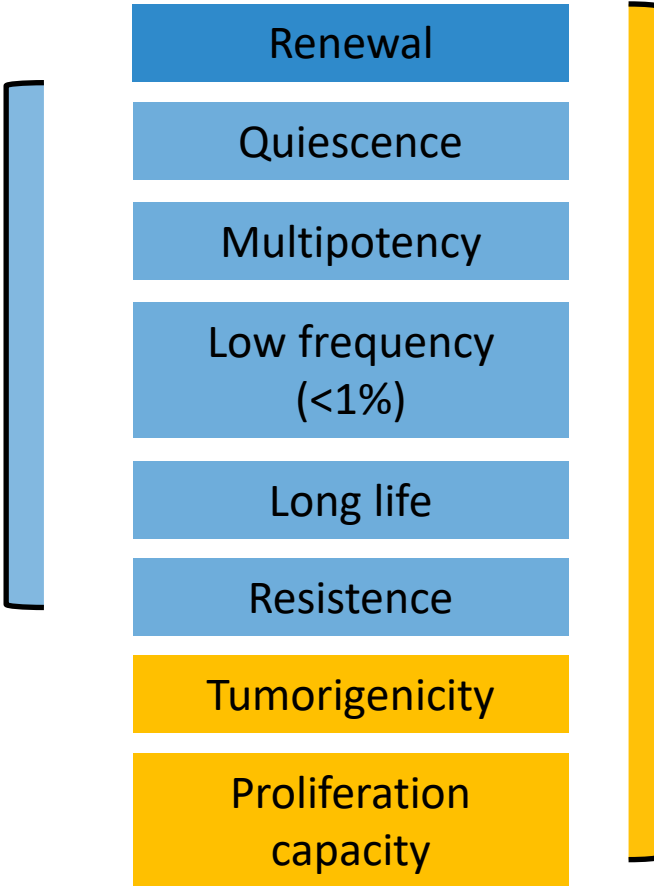 Renewal
Quiescence
Multipotency
Low frequency
(<1%)
Long life
Resistence
Tumorigenicity
Proliferation
capacity